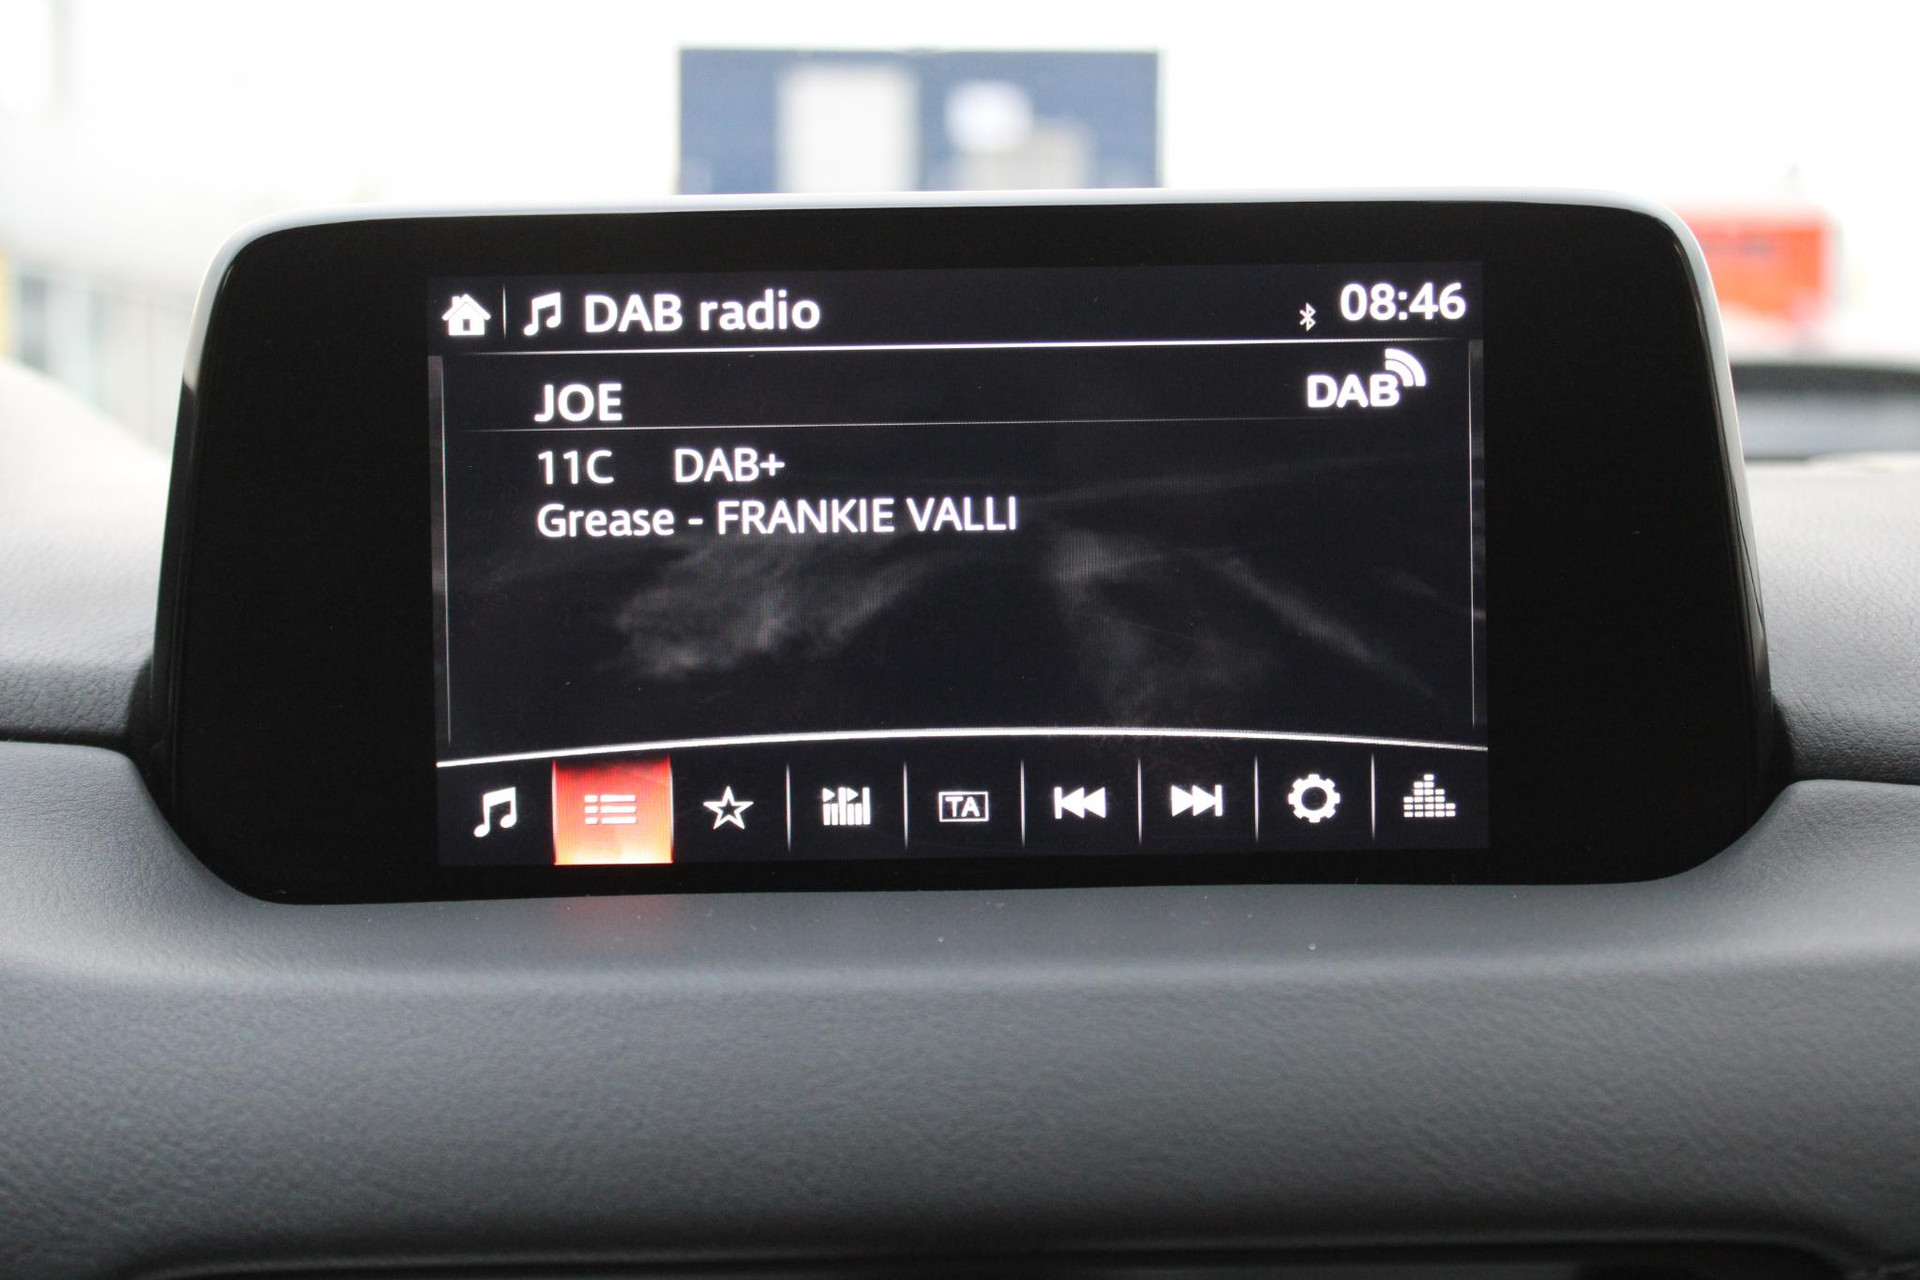 DAB radio
08:46
JOE
DAB
11C DAB+
Grease - FRANKIE VALLI
TA